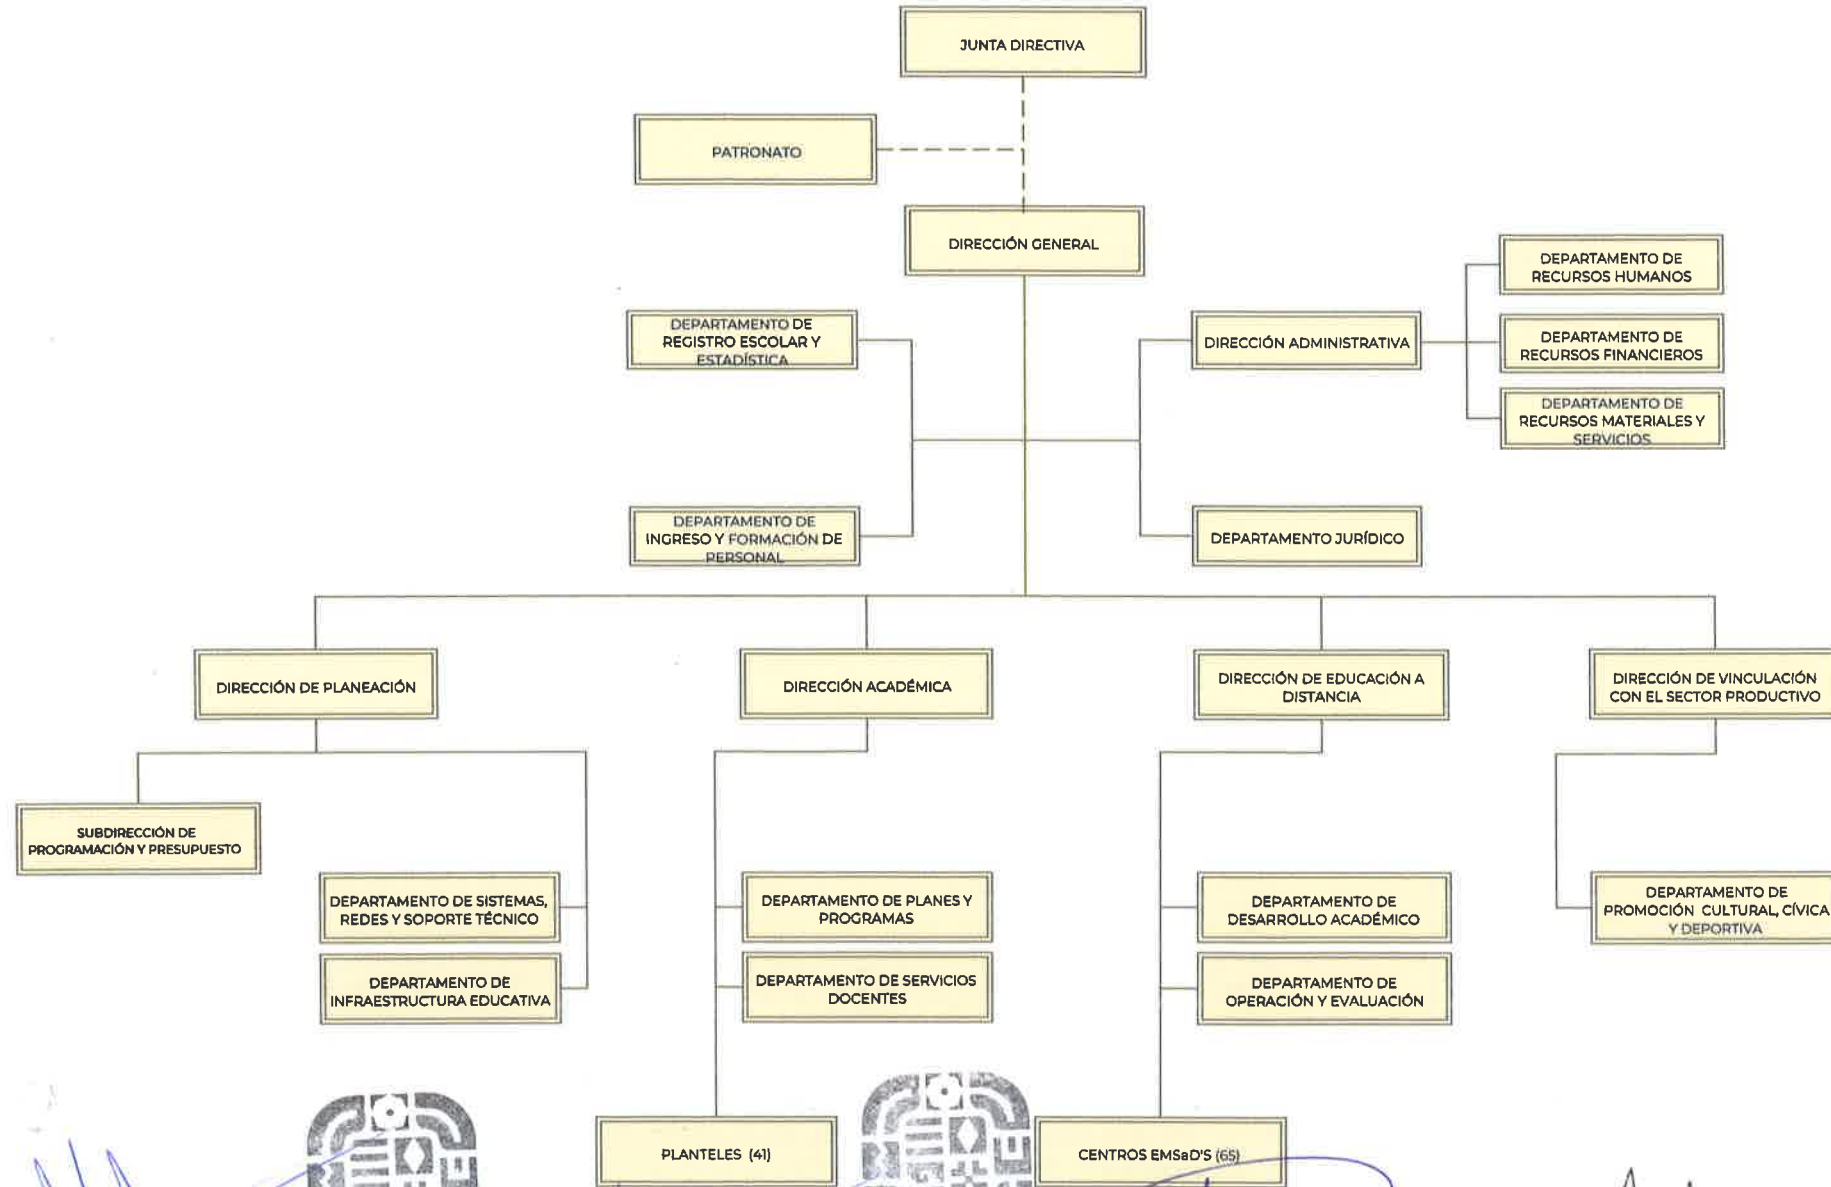 JUNTA DIRECTIVA
PATRONATO
DIRECCIÓN GENERAL
DEPARTAMENTO DE
RECURSOS HUMANOS
DEPARTAMENTO DE
REGISTRO ESCOLAR Y
ESTADÍSTICA
DIRECCIÓN ADMINISTRATIVA
DEPARTAMENTO DE
RECURSOS FINANCIEROS
DEPARTAMENTO DE
RECURSOS MATERIALES Y
SERVICIOS
DEPARTAMENTO DE
INGRESO Y FORMACIÓN DE
PERSONAL
DEPARTAMENTO JURÍDICO
DIRECCIÓN DE PLANEACIÓN
DIRECCIÓN ACADÉMICA
DIRECCIÓN DE EDUCACIÓN A
DISTANCIA
DIRECCIÓN DE VINCULACIÓN
CON EL SECTOR PRODUCTIVO
SUBDIRECCIÓN DE
PROGRAMACIÓN Y PRESUPUESTO
DEPARTAMENTO DE SISTEMAS,
REDES Y SOPORTE TÉCNICO
DEPARTAMENTO DE PLANES Y
PROGRAMAS
DEPARTAMENTO DE
DESARROLLO ACADÉMICO
DEPARTAMENTO DE
PROMOCIÓN CULTURAL, CÍVICA
Y DEPORTIVA
DEPARTAMENTO DE
INFRAESTRUCTURA EDUCATIVA
DEPARTAMENTO DE SERVICIOS
DOCENTES
DEPARTAMENTO DE
OPERACIÓN Y EVALUACIÓN
PLANTELES (41)
CENTROS EMSaD'S (65)